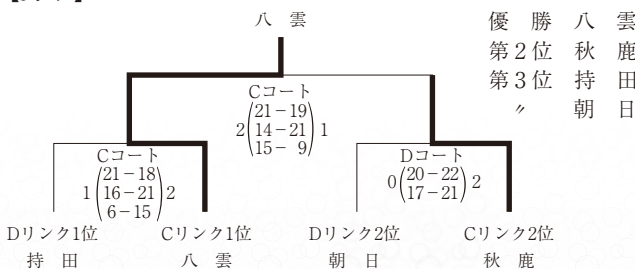 八 雲
優 勝 八 雲
第2位 秋 鹿
第3位 持 田
〃 朝 日
Cコート
2(21-19 14-21 15-9)1
Cコート
1(21-18 16-21 6-15)2
Dコート
0(20-22 17-21)2
Dリンク1位 Cリンク1位 Dリンク2位 Cリンク2位
持 田 八 雲 朝 日 秋 鹿